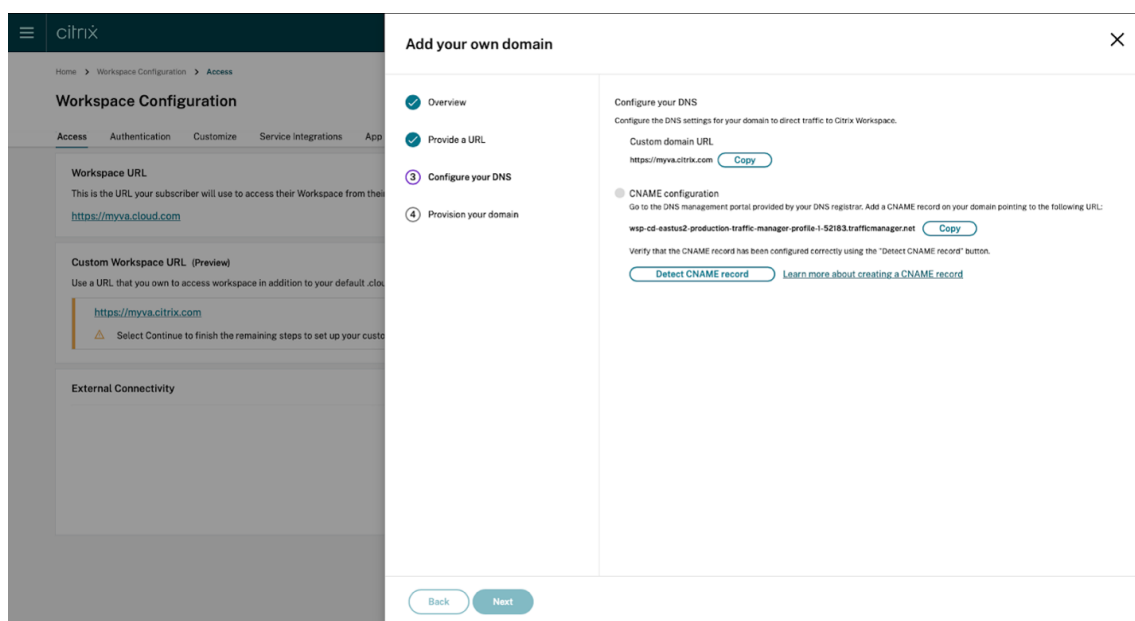 citrix
Home > Workspace Configuration > Access
Workspace Configuration
Access Authentication Customize Service Integrations App
Workspace URL
This is the URL your subscriber will use to access their Workspace from thei
https://myva.cloud.com
Custom Workspace URL (Preview)
Use a URL that you own to access workspace in addition to your default .clou
https://myva.citrix.com
Select Continue to finish the remaining steps to set up your custo
External Connectivity
Add your own domain
Overview
Provide a URL
3 Configure your DNS
4 Provision your domain
Configure your DNS
Configure the DNS settings for your domain to direct traffic to Citrix Workspace.
Custom domain URL
https://myva.citrix.com Copy
CNAME configuration
Go to the DNS management portal provided by your DNS registrar. Add a CNAME record on your domain pointing to the following URL:
wsp-cd-eastus2-production-traffic-manager-profile-1-52183.trafficmanager.net Copy
Verify that the CNAME record has been configured correctly using the "Detect CNAME record" button.
Detect CNAME record Learn more about creating a CNAME record
Back Next